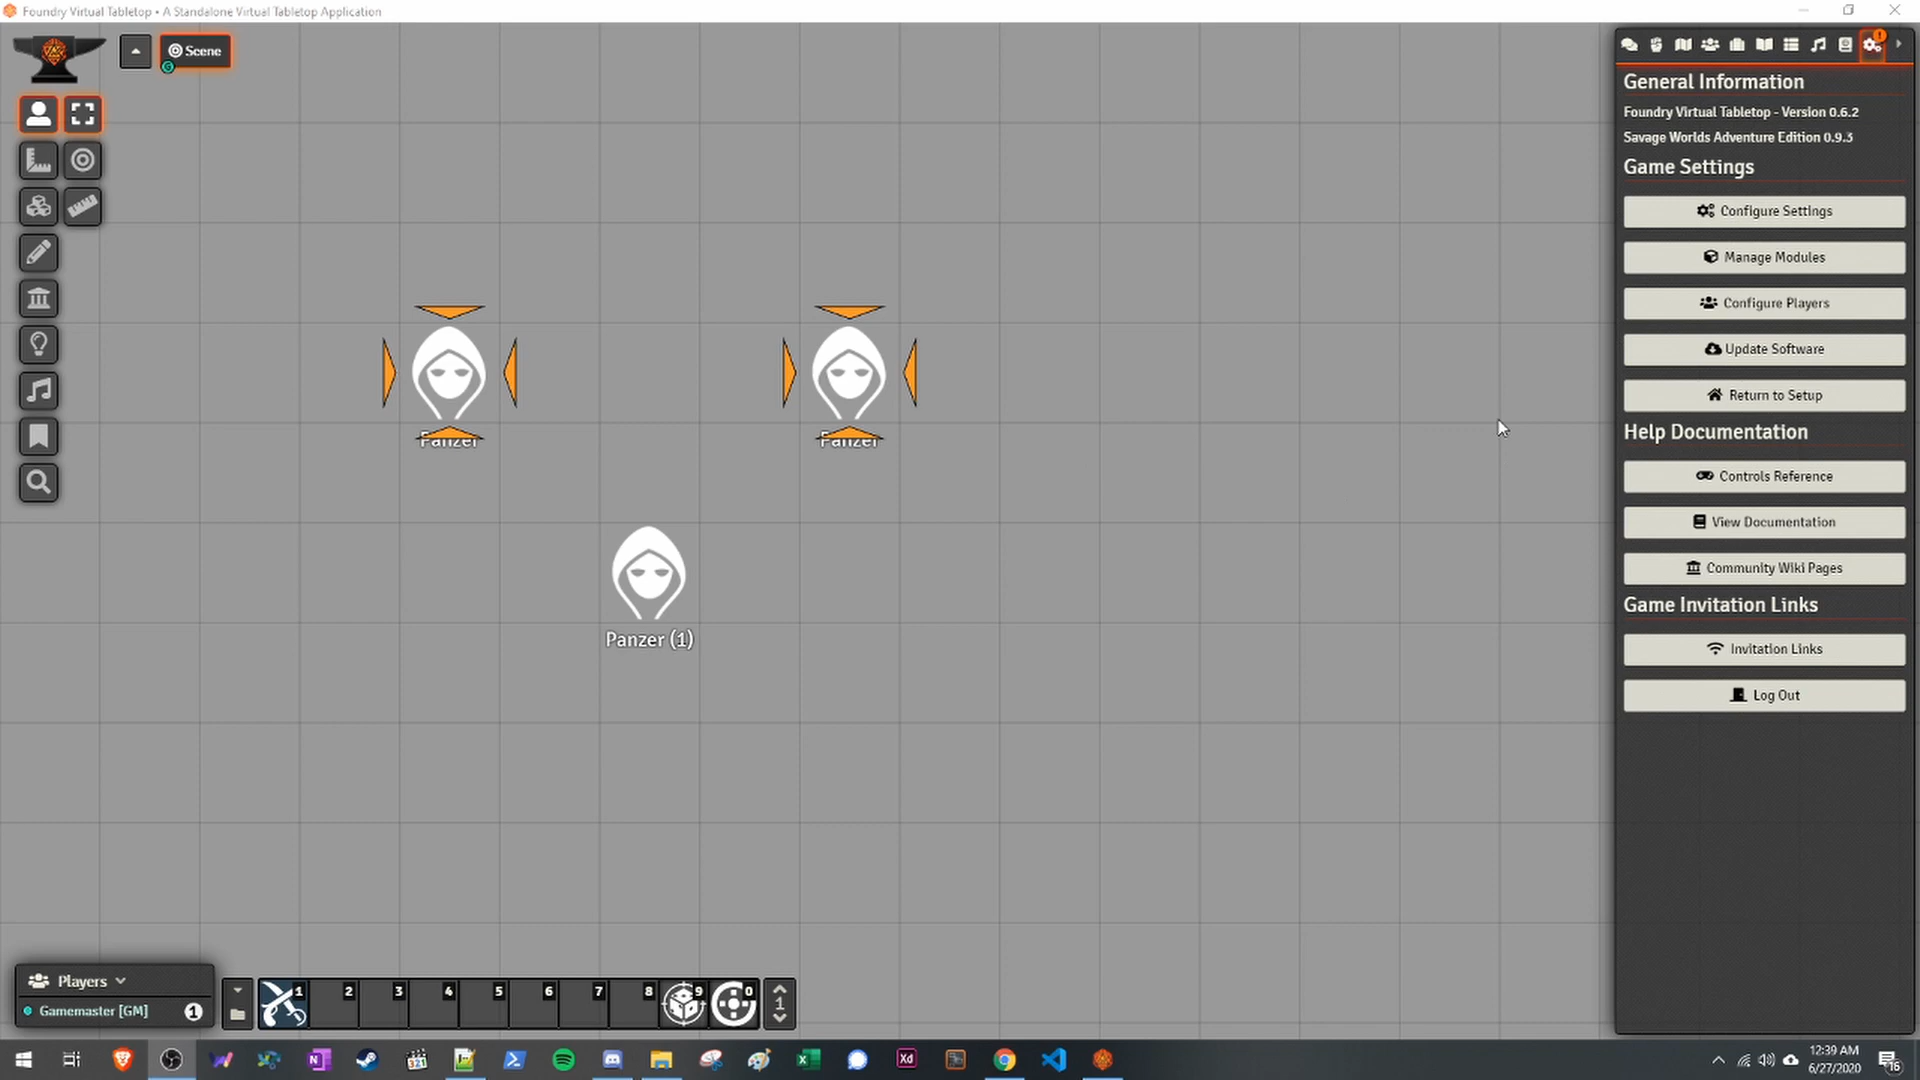 Foundry Virtual Tabletop • A Standalone Virtual Tabletop Application
Scene
G
General Information
Foundry Virtual Tabletop - Version 0.6.2
Savage Worlds Adventure Edition 0.9.3
Game Settings
Configure Settings
Manage Modules
Configure Players
Update Software
Return to Setup
Help Documentation
Controls Reference
View Documentation
Community Wiki Pages
Game Invitation Links
Invitation Links
Log Out
Panzer
Panzer
Panzer (1)
Players
Gamemaster [GM] 1
1 2 3 4 5 6 7 8 9 0
1
N
321
Xd
12:39 AM
6/27/2020
16